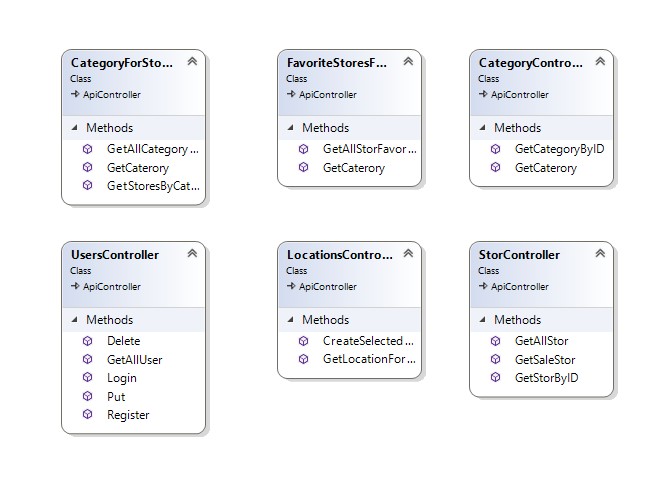 CategoryForSto...
Class
ApiController
Methods
GetAllCategory...
GetCaterory
GetStoresByCat...
FavoriteStoresF...
Class
ApiController
Methods
GetAllStorFavor...
GetCaterory
CategoryContro...
Class
ApiController
Methods
GetCategoryByID
GetCaterory
UsersController
Class
ApiController
Methods
Delete
GetAllUser
Login
Put
Register
LocationsContro...
Class
ApiController
Methods
CreateSelected...
GetLocationFor...
StorController
Class
ApiController
Methods
GetAllStor
GetSaleStor
GetStorByID